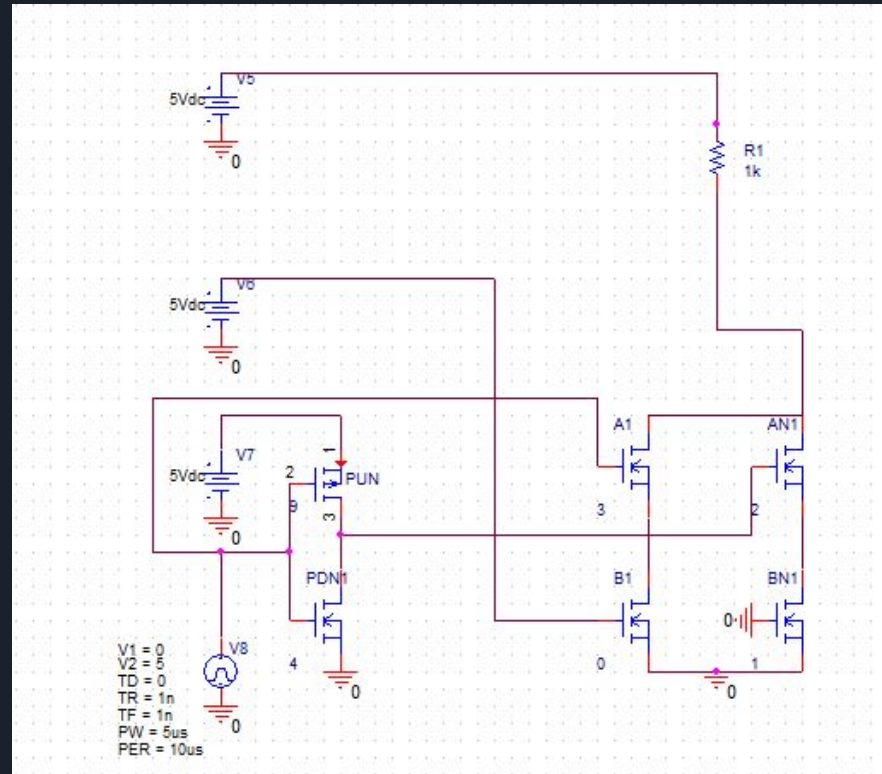 V5
5Vdc
0
R1
1k
V6
5Vdc
0
A1
AN1
V7
5Vdc
0
1
2
PUN
9
3
3
2
PDN1
4
0
B1
0
BN1
0
1
0
V8
0
V1 = 0
V2 = 5
TD = 0
TR = 1n
TF = 1n
PW = 5us
PER = 10us